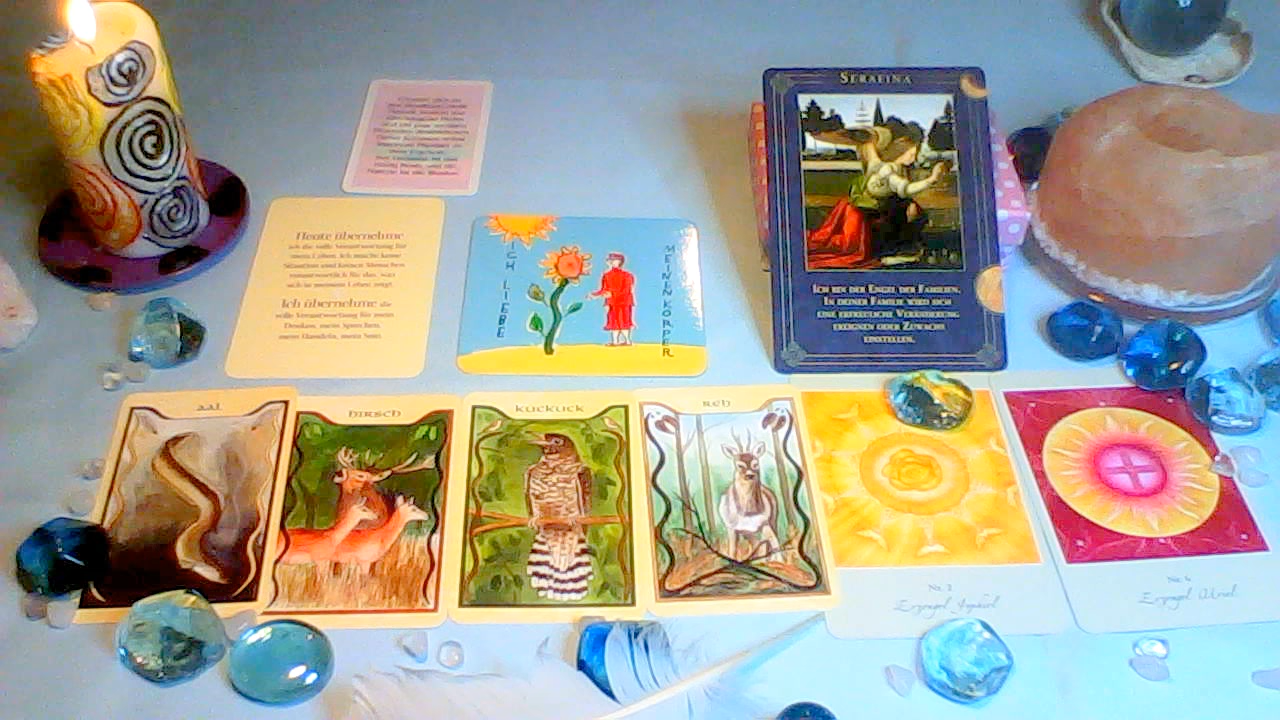 SERAFINA
Heute übernehme
ich die volle Verantwortung für
mein Leben. Ich mache keine
Situation und keinen Menschen
verantwortlich für das, was
sich in meinem Leben zeigt.
Ich übernehme die
volle Verantwortung für mein
Denken, mein Sprechen,
mein Handeln, mein Sein.
ICH LIEBE
MEINEN KÖRPER
ICH BIN DER ENGEL DER FAMILIEN.
IN DEINER FAMILIE WIRD SICH
EINE ERFREULICHE VERÄNDERUNG
EREIGNEN ODER ZUWACHS
EINSTELLEN.
aal
hirsch
kuckuck
reh
Nr. 2
Erzengel Jophiel
Nr. 6
Erzengel Uriel